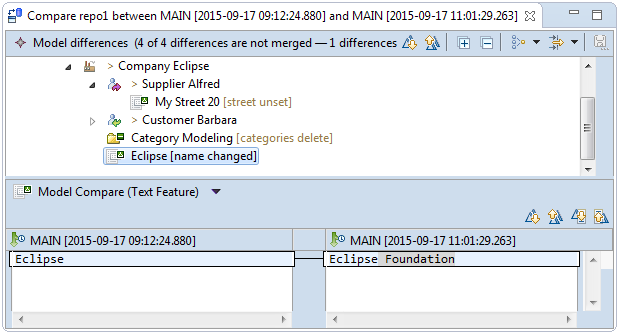 Compare repo1 between MAIN [2015-09-17 09:12:24.880] and MAIN [2015-09-17 11:01:29.263]
Model differences (4 of 4 differences are not merged — 1 differences
> Company Eclipse
> Supplier Alfred
My Street 20 [street unset]
> Customer Barbara
Category Modeling [categories delete]
Eclipse [name changed]
Model Compare (Text Feature)
MAIN [2015-09-17 09:12:24.880] MAIN [2015-09-17 11:01:29.263]
Eclipse Eclipse Foundation